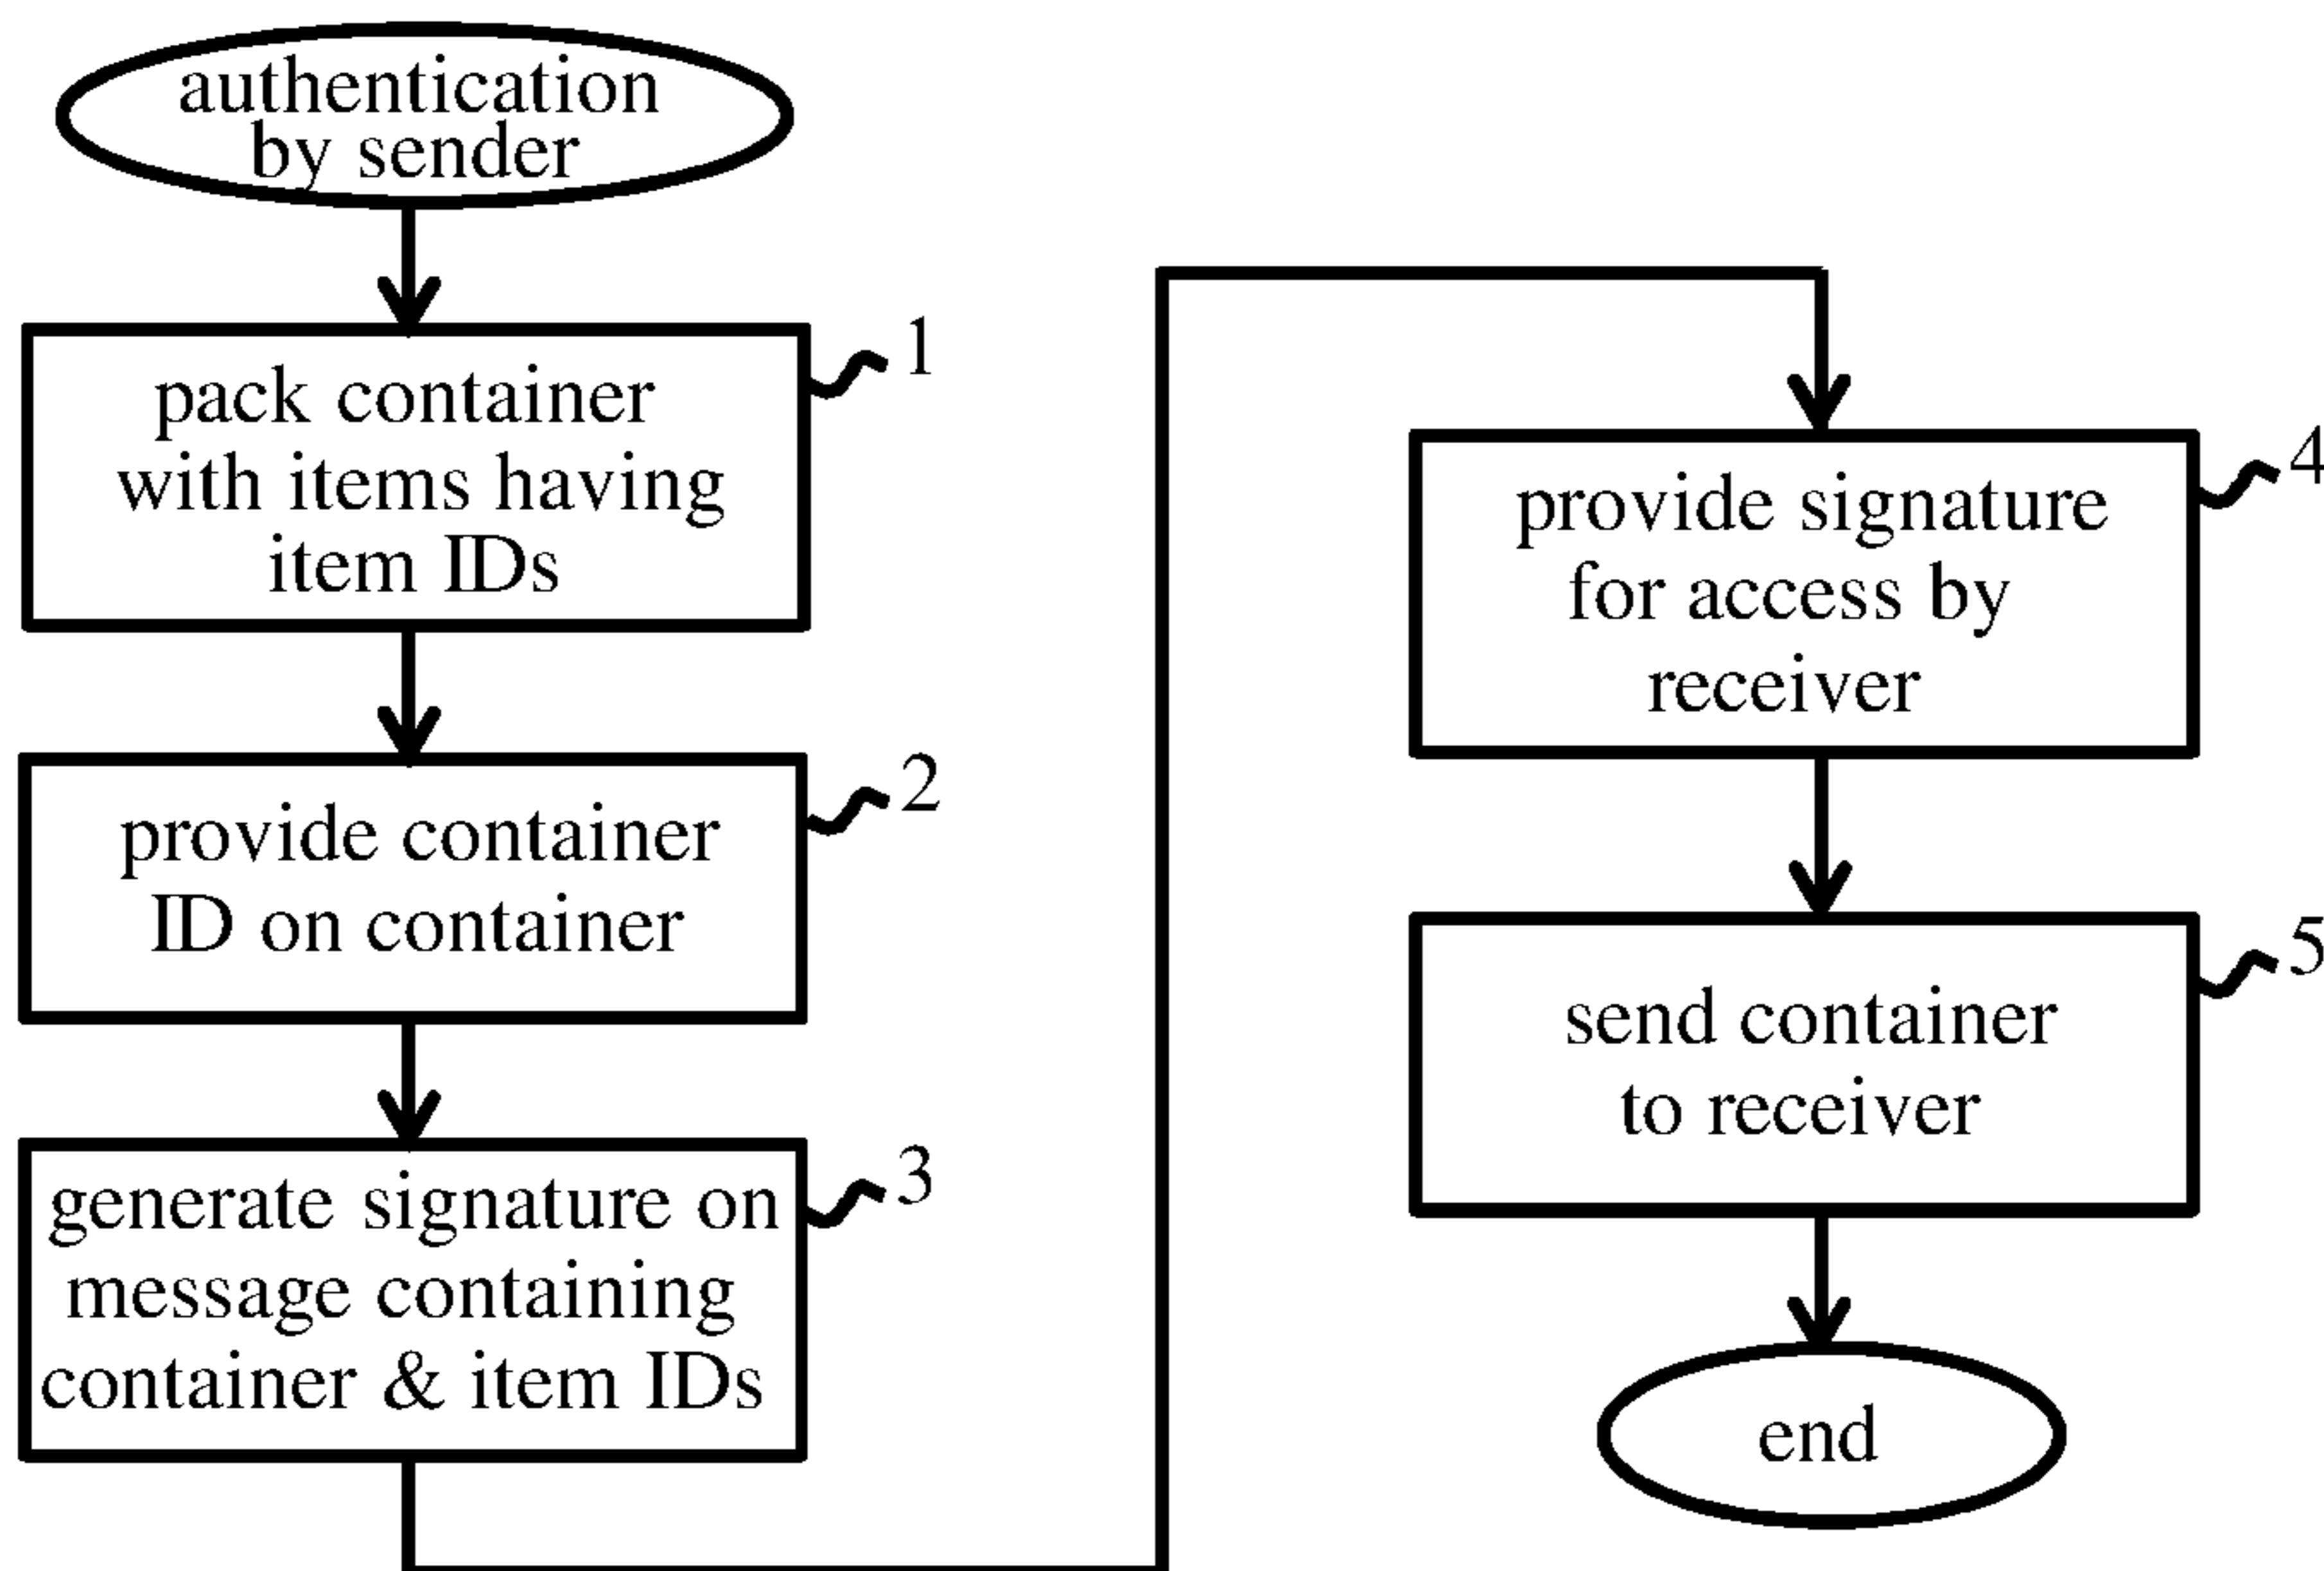 authentication
by sender
1
pack container
with items having
item IDs
2
provide container
ID on container
3
generate signature on
message containing
container & item IDs
4
provide signature
for access by
receiver
5
send container
to receiver
end